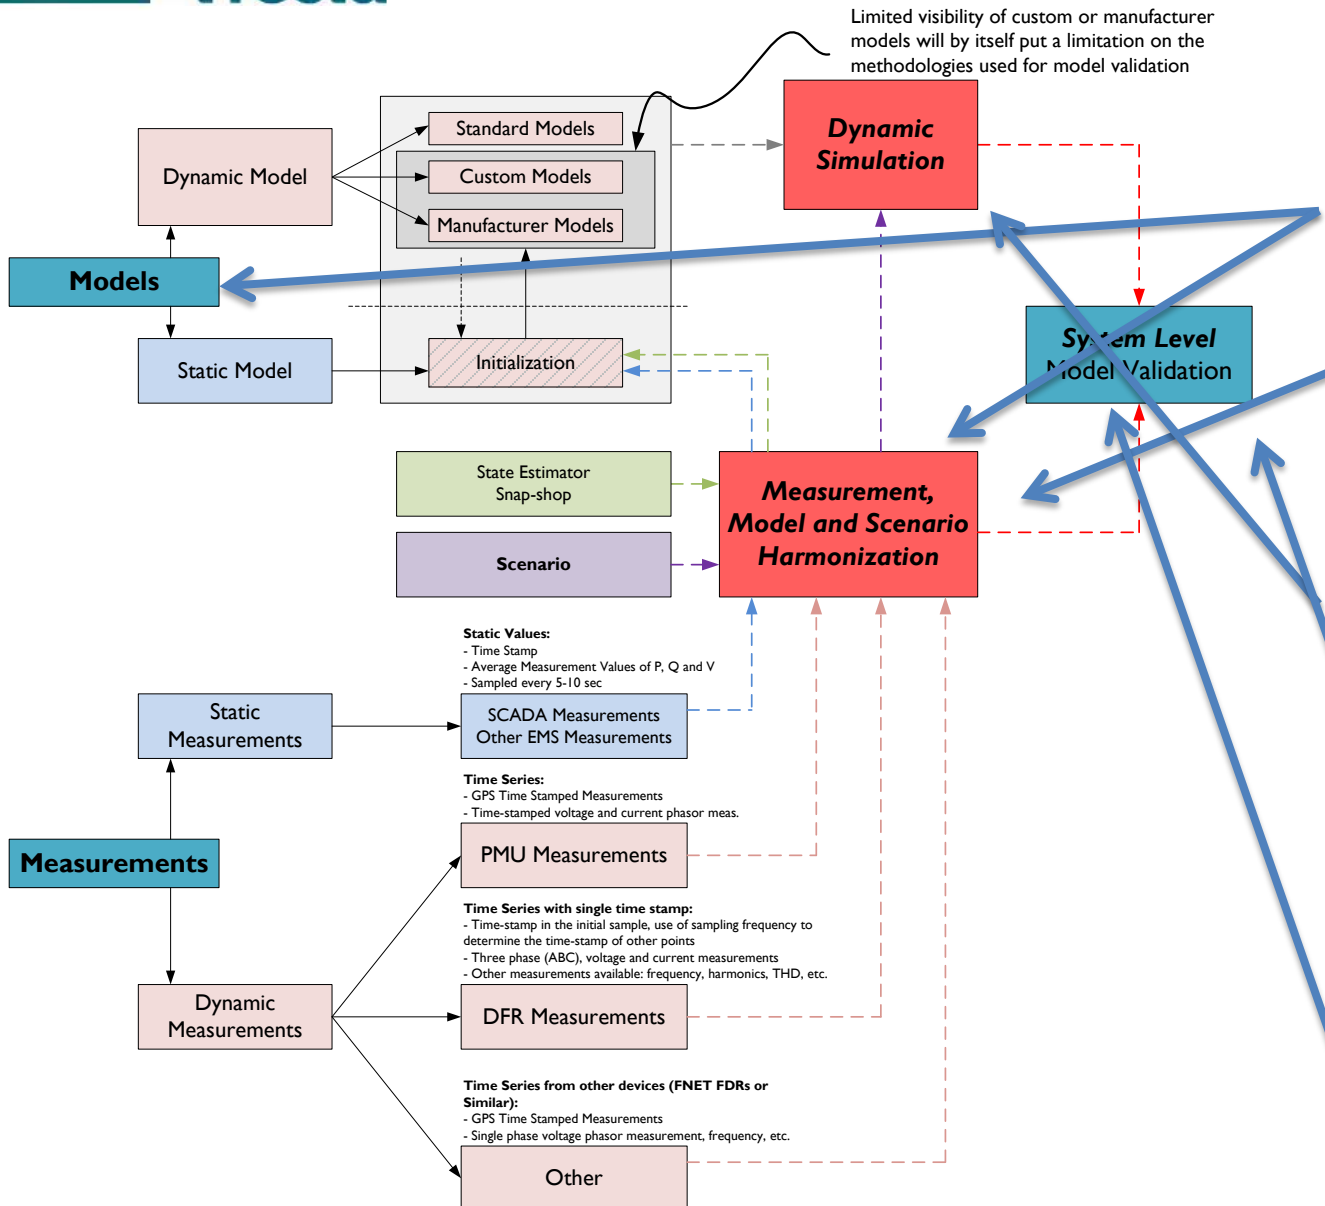 Limited visibility of custom or manufacturer
models will by itself put a limitation on the
methodologies used for model validation
Standard Models
Dynamic Model
Custom Models
Manufacturer Models
Dynamic
Simulation
Models
System Level
Model Validation
Static Model
Initialization
State Estimator
Snap-shop
Measurement,
Model and Scenario
Harmonization
Scenario
Static Values:
- Time Stamp
- Average Measurement Values of P, Q and V
- Sampled every 5-10 sec
Static
Measurements
SCADA Measurements
Other EMS Measurements
Time Series:
- GPS Time Stamped Measurements
- Time-stamped voltage and current phasor meas.
Measurements
PMU Measurements
Time Series with single time stamp:
- Time-stamp in the initial sample, use of sampling frequency to
determine the time-stamp of other points
- Three phase (ABC), voltage and current measurements
- Other measurements available: frequency, harmonics, THD, etc.
Dynamic
Measurements
DFR Measurements
Time Series from other devices (FNET FDRs or
Similar):
- GPS Time Stamped Measurements
- Single phase voltage phasor measurement, frequency, etc.
Other